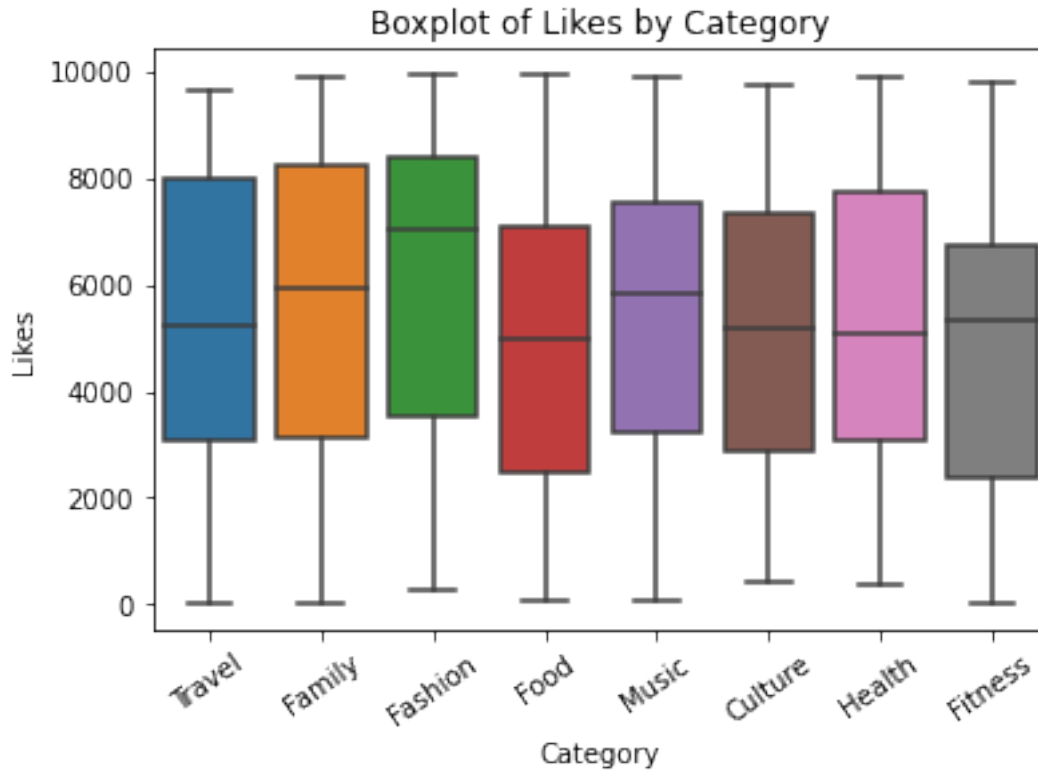 Boxplot of Likes by Category
10000
8000
6000
4000
2000
0
Likes
Travel
Family
Fashion
Food
Music
Culture
Health
Fitness
Category